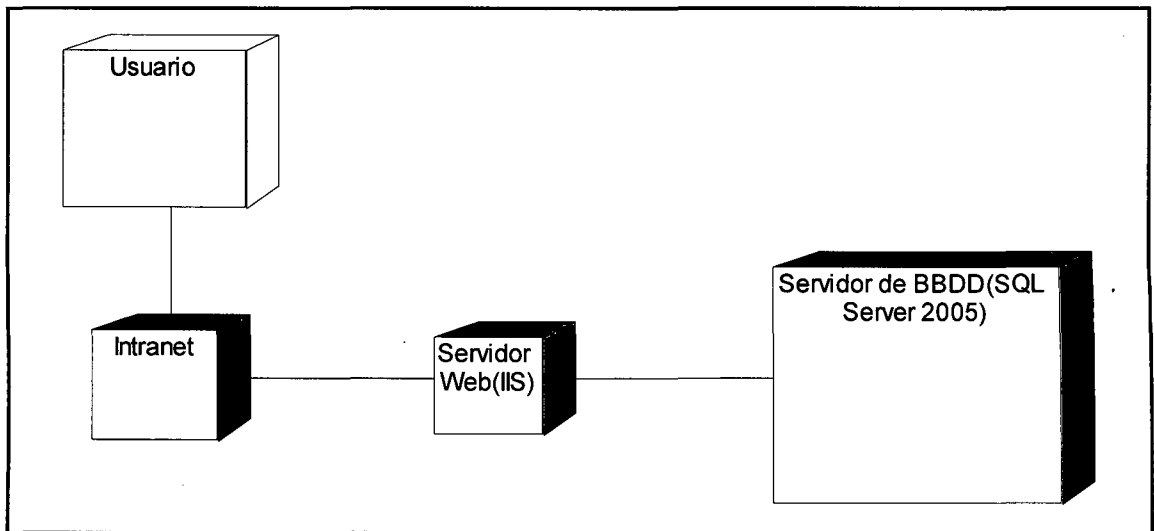 Usuario
Servidor de BBDD(SQL
Server 2005)
Intranet
Servidor
Web(IIS)